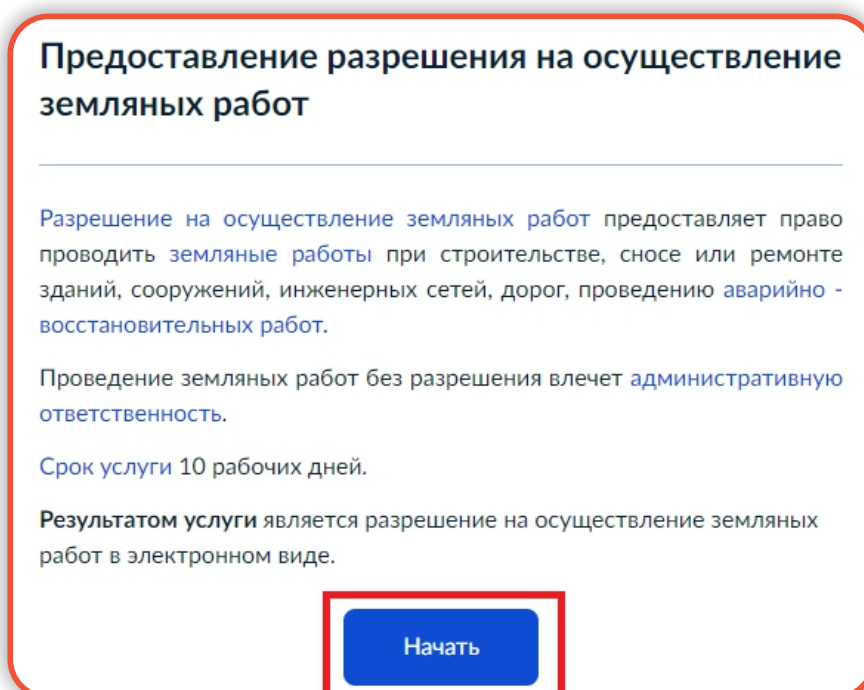 Предоставление разрешения на осуществление
земляных работ
Разрешение на осуществление земляных работ предоставляет право
проводить земляные работы при строительстве, сносе или ремонте
зданий, сооружений, инженерных сетей, дорог, проведению аварийно -
восстановительных работ.
Проведение земляных работ без разрешения влечет административную
ответственность.
Срок услуги 10 рабочих дней.
Результатом услуги является разрешение на осуществление земляных
работ в электронном виде.
Начать